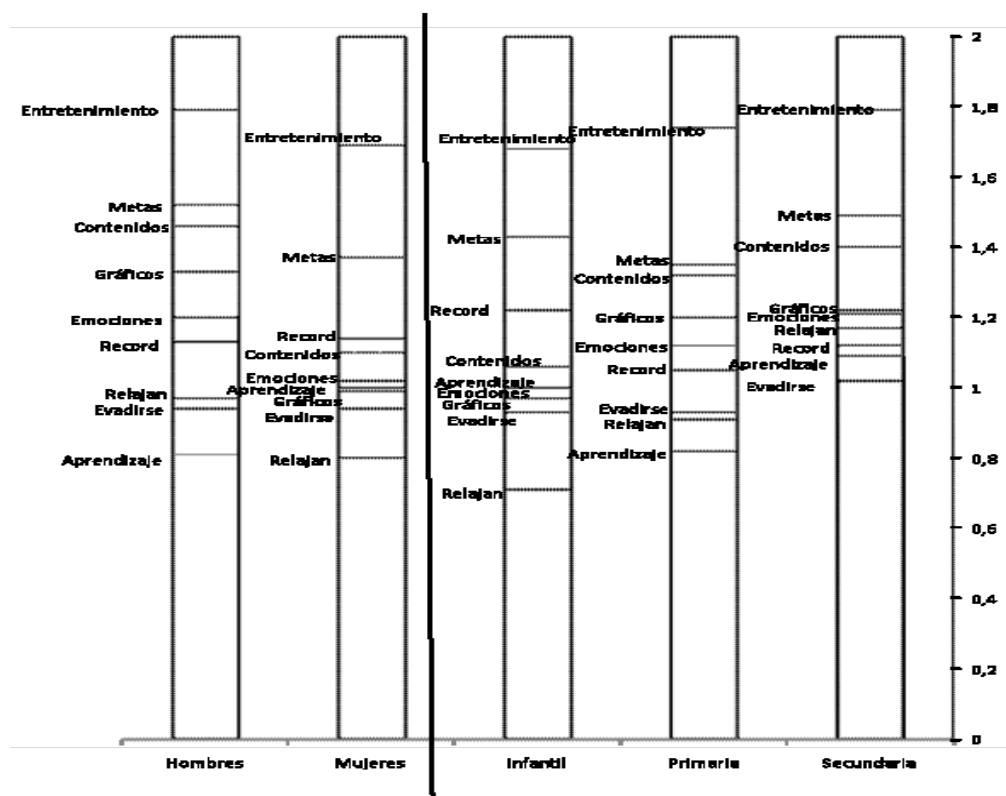 Entretenimiento
Metas
Contenidos
Gráficos
Emociones
Record
Relajan
Evadirse
Aprendizaje
Entretenimiento
Metas
Record
Contenidos
Emociones
Aprendizaje
Gráficos
Evadirse
Relajan
Entretenimiento
Metas
Record
Contenidos
Aprendizaje
Emociones
Gráficos
Evadirse
Relajan
Entretenimiento
Metas
Contenidos
Gráficos
Emociones
Record
Evadirse
Relajan
Aprendizaje
Entretenimiento
Metas
Contenidos
Gráficos
Emociones
Relajan
Record
Aprendizaje
Evadirse
2
1,8
1,6
1,4
1,2
1
0,8
0,6
0,4
0,2
0
Hombres Mujeres Infantil Primaria Secundaria